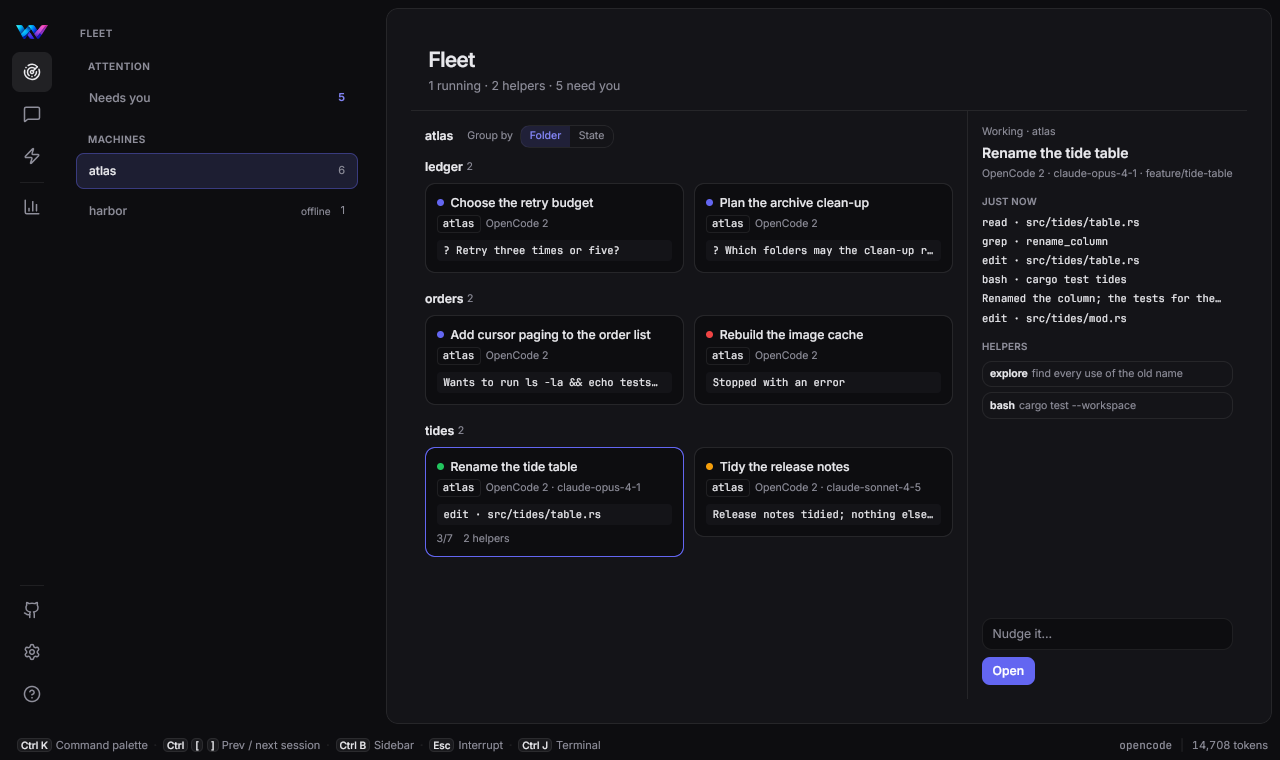 FLEET
ATTENTION
Needs you 5
MACHINES
atlas 6
harbor offline 1
Fleet
1 running · 2 helpers · 5 need you
atlas Group by Folder State
ledger 2
Choose the retry budget
atlas OpenCode 2
? Retry three times or five?
Plan the archive clean-up
atlas OpenCode 2
? Which folders may the clean-up r…
orders 2
Add cursor paging to the order list
atlas OpenCode 2
Wants to run ls -la && echo tests…
Rebuild the image cache
atlas OpenCode 2
Stopped with an error
tides 2
Rename the tide table
atlas OpenCode 2 · claude-opus-4-1
edit · src/tides/table.rs
3/7 2 helpers
Tidy the release notes
atlas OpenCode 2 · claude-sonnet-4-5
Release notes tidied; nothing else…
Working · atlas
Rename the tide table
OpenCode 2 · claude-opus-4-1 · feature/tide-table
JUST NOW
read · src/tides/table.rs
grep · rename_column
edit · src/tides/table.rs
bash · cargo test tides
Renamed the column; the tests for the…
edit · src/tides/mod.rs
HELPERS
explore find every use of the old name
bash cargo test --workspace
Nudge it...
Open
Ctrl K Command palette · Ctrl [ ] Prev / next session · Ctrl B Sidebar · Esc Interrupt · Ctrl J Terminal
opencode 14,708 tokens